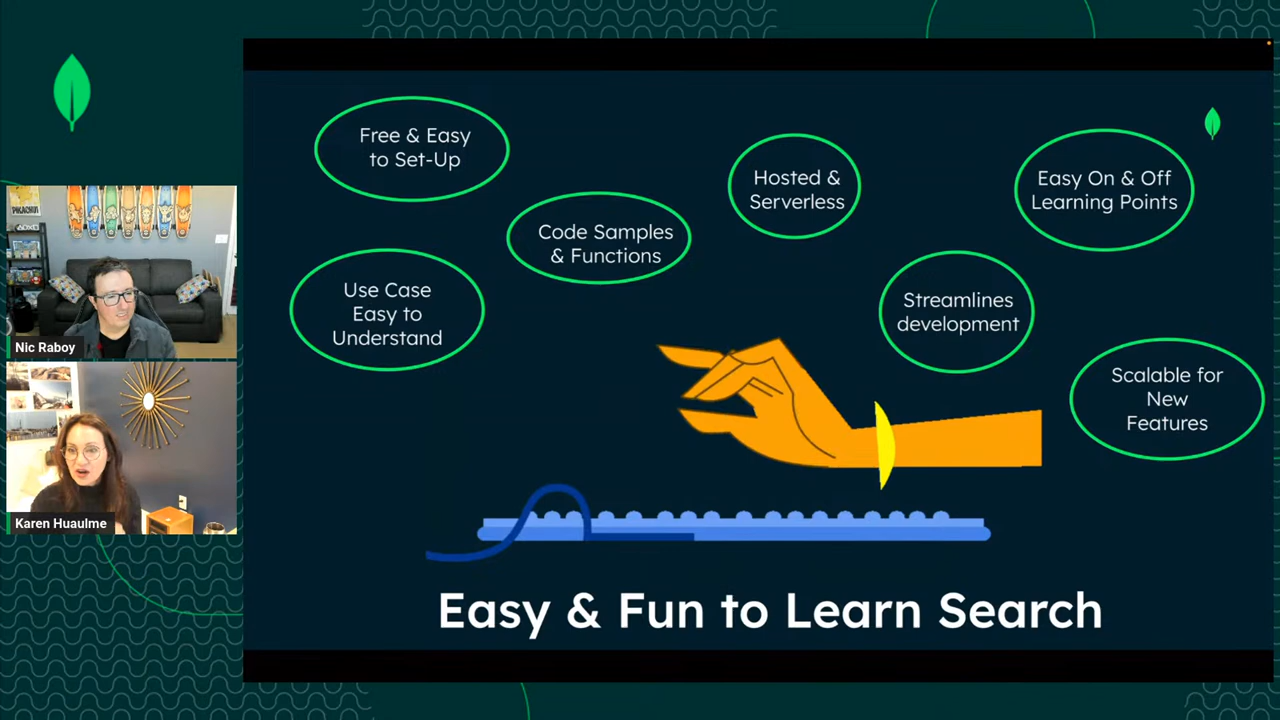 Free & Easy
to Set-Up
Code Samples
& Functions
Hosted &
Serverless
Easy On & Off
Learning Points
Use Case
Easy to
Understand
Streamlines
development
Scalable for
New
Features
Easy & Fun to Learn Search
PIKACHU!
Nic Raboy
Karen Huaulme